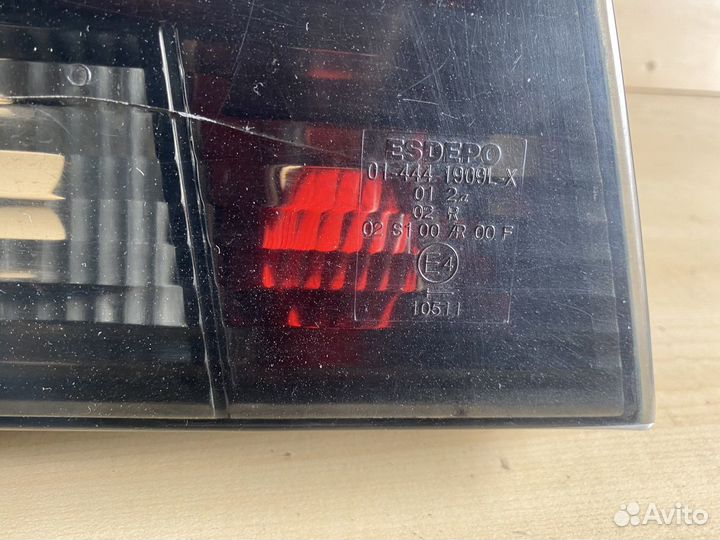 ESDEPO
01-444 1909L-X
01 2a
02 R
02 S1 00 /R 00 F
E4
10511
Avito